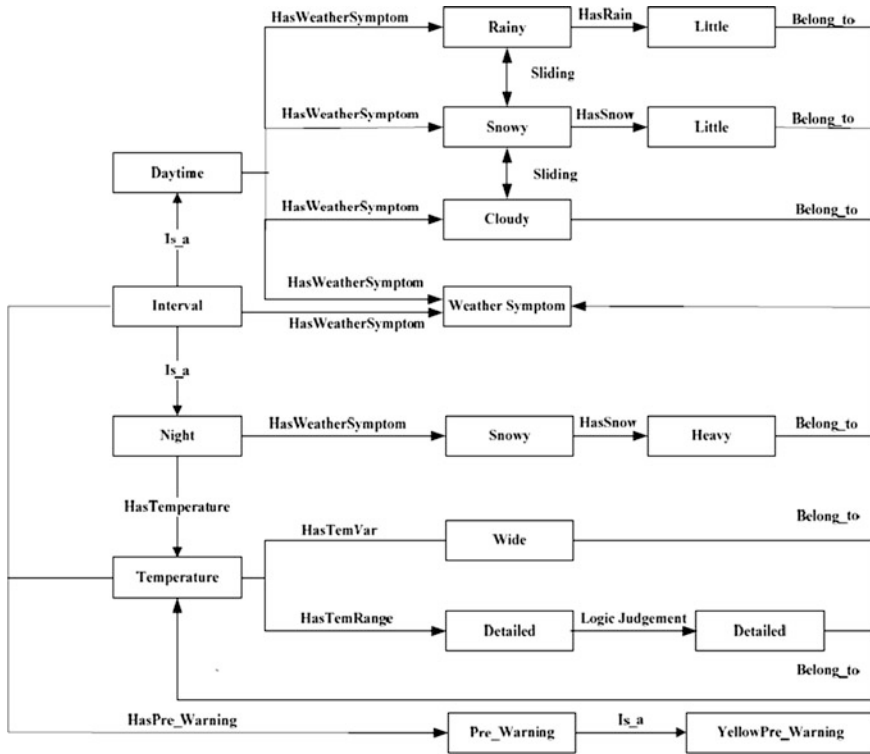 HasWeatherSymptom Rainy HasRain Little Belong_to
Sliding
HasWeatherSymptom Snowy HasSnow Little Belong_to
Daytime
Sliding
HasWeatherSymptom Cloudy Belong_to
Is_a
HasWeatherSymptom
Interval Weather Symptom
HasWeatherSymptom
Is_a
Night HasWeatherSymptom Snowy HasSnow Heavy Belong_to
HasTemperature
HasTemVar Wide Belong_to
Temperature
HasTemRange Detailed Logic Judgement Detailed
Belong_to
HasPre_Warning Pre_Warning Is_a YellowPre_Warning